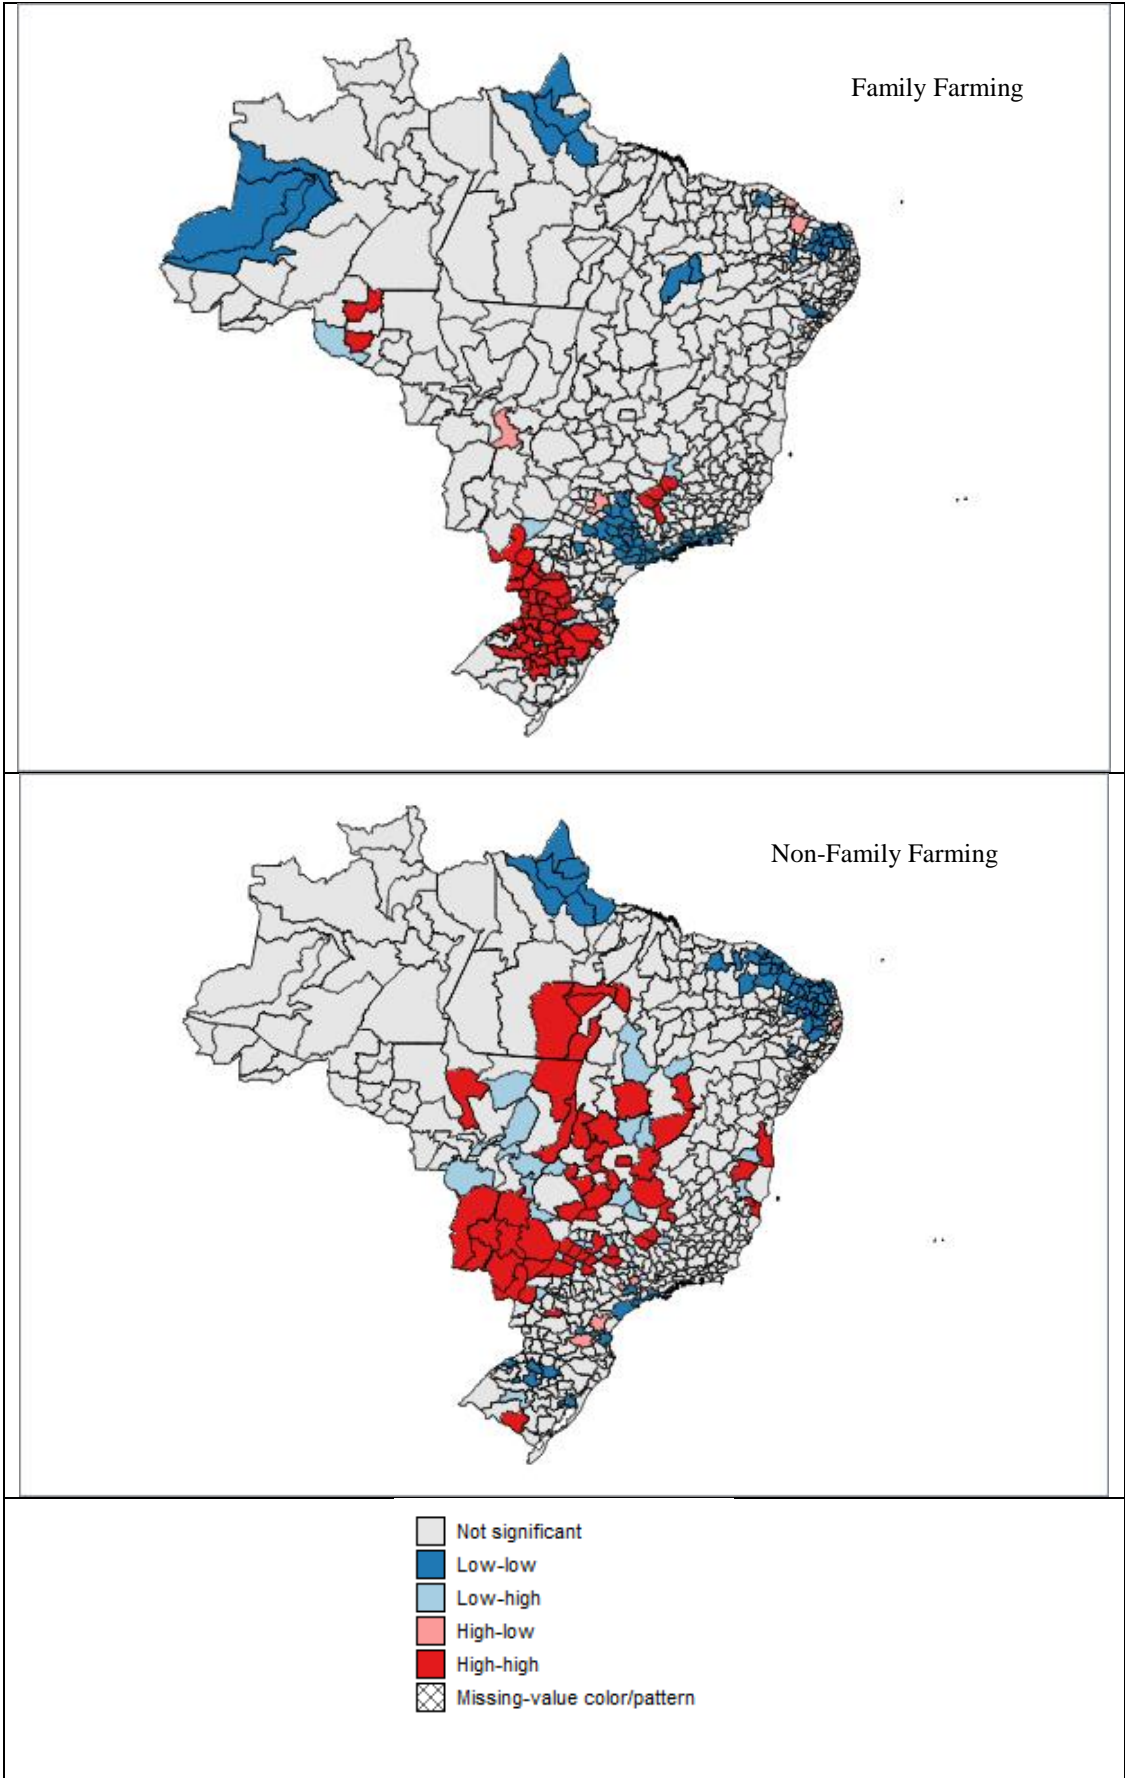 Family Farming
Non-Family Farming
Not significant
Low-low
Low-high
High-low
High-high
Missing-value color/pattern